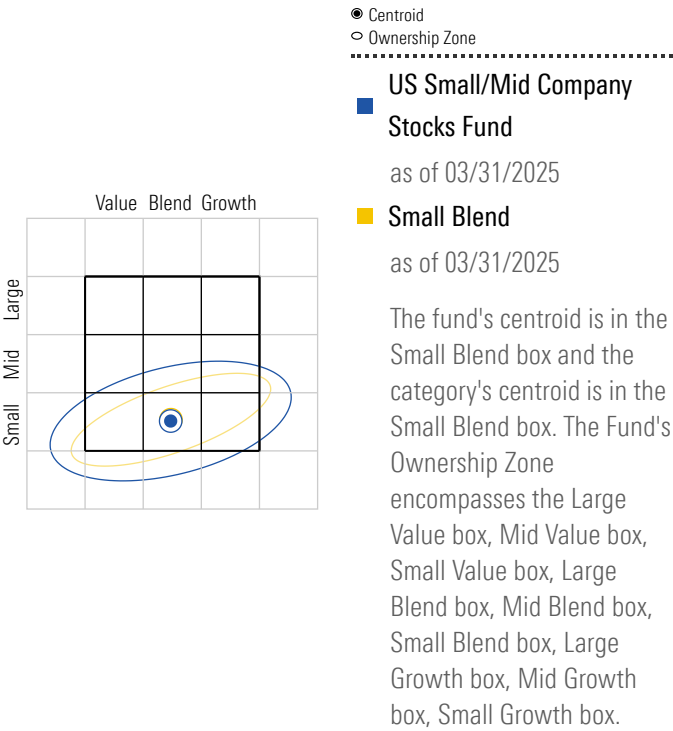 Centroid
Ownership Zone
US Small/Mid Company
Stocks Fund
as of 03/31/2025
Small Blend
as of 03/31/2025
The fund's centroid is in the
Small Blend box and the
category's centroid is in the
Small Blend box. The Fund's
Ownership Zone
encompasses the Large
Value box, Mid Value box,
Small Value box, Large
Blend box, Mid Blend box,
Small Blend box, Large
Growth box, Mid Growth
box, Small Growth box.
Value Blend Growth
Large
Mid
Small